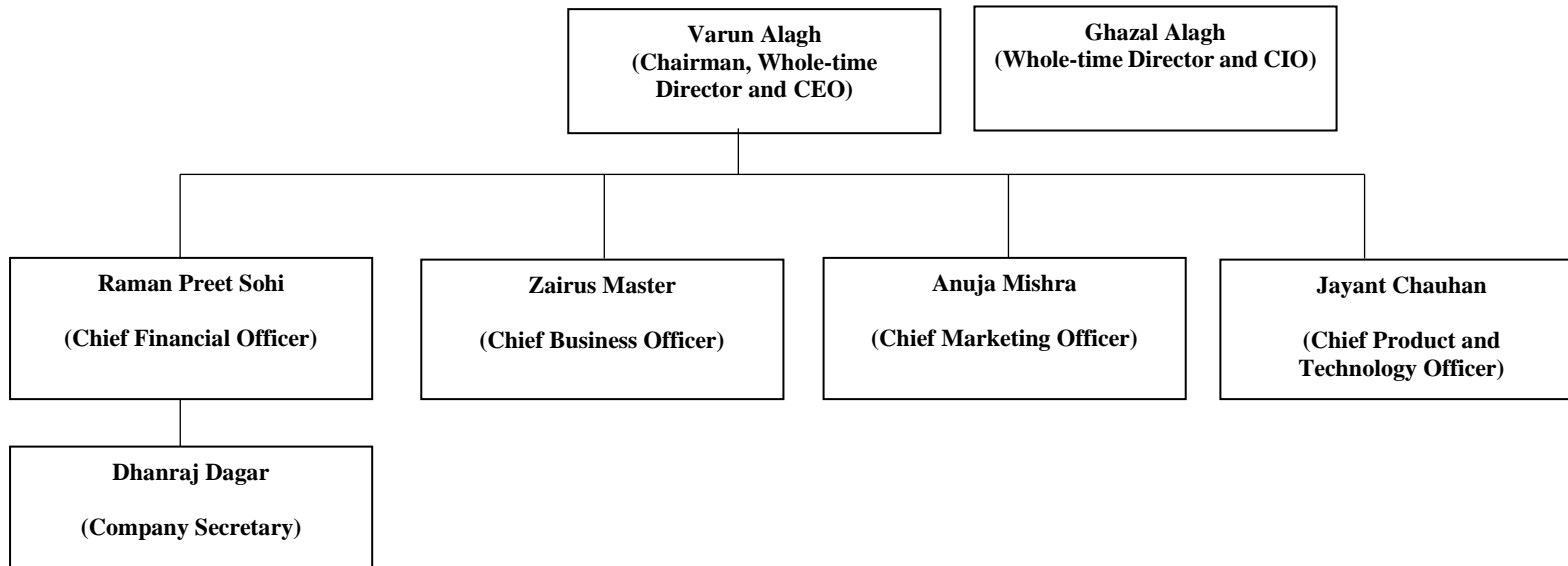 Varun Alagh
(Chairman, Whole-time
Director and CEO)
Ghazal Alagh
(Whole-time Director and CIO)
Raman Preet Sohi
(Chief Financial Officer)
Zairus Master
(Chief Business Officer)
Anuja Mishra
(Chief Marketing Officer)
Jayant Chauhan
(Chief Product and
Technology Officer)
Dhanraj Dagar
(Company Secretary)